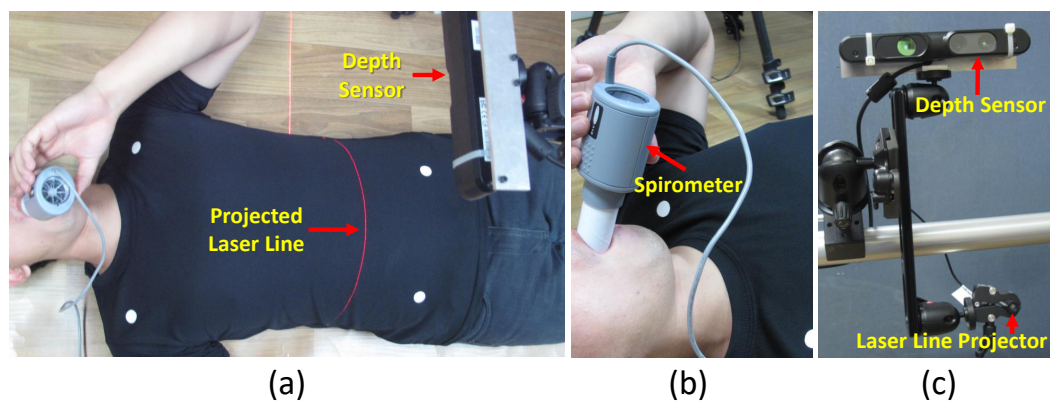 Depth
Sensor
Projected
Laser Line
Spirometer
Depth Sensor
Laser Line Projector
(a)
(b)
(c)